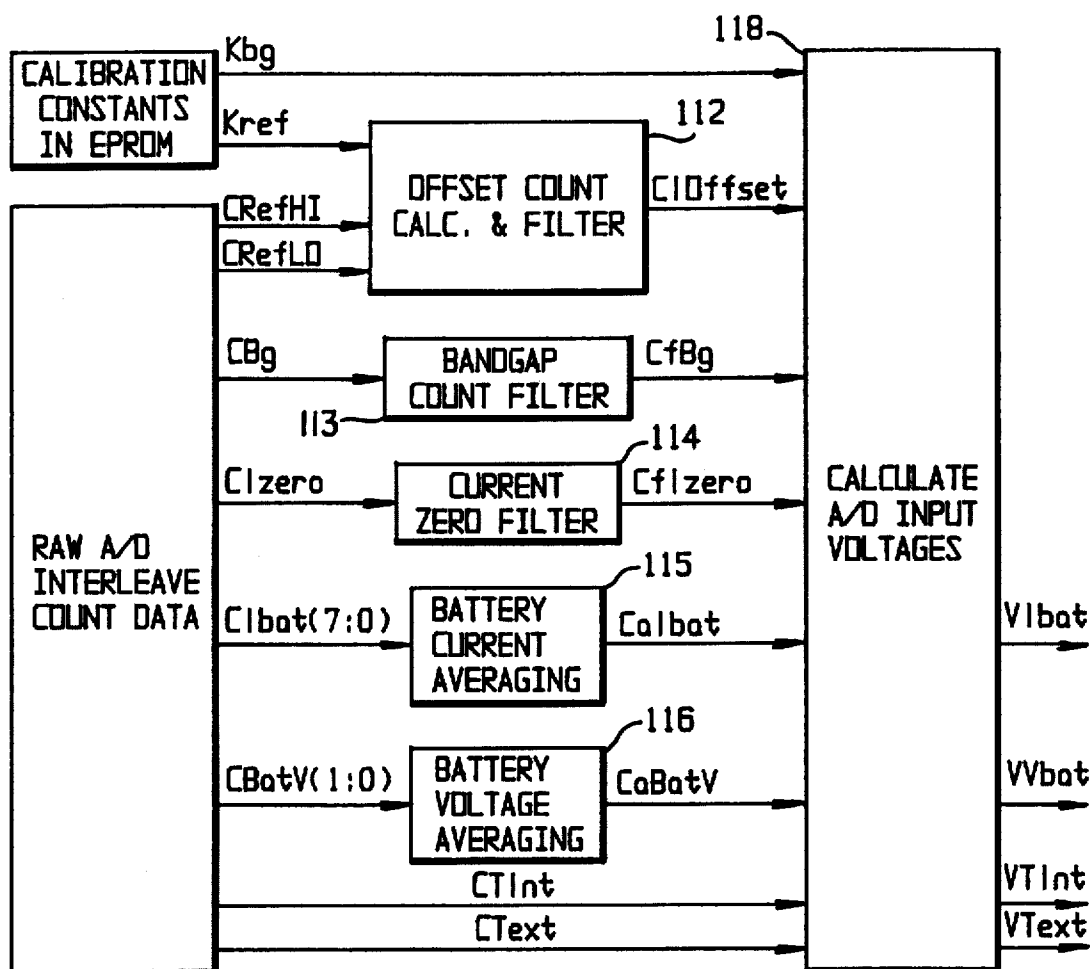 118
Kbg
CALIBRATION
CONSTANTS
IN EPROM
Kref
112
OFFSET COUNT
CALC. & FILTER
CIOffset
CRefHI
CRefLO
CBg
BANDGAP
COUNT FILTER
CfBg
113
114
CIzero
CURRENT
ZERO FILTER
CfIzero
CALCULATE
A/D INPUT
VOLTAGES
RAW A/D
INTERLEAVE
COUNT DATA
115
CIbat(7:0)
BATTERY
CURRENT
AVERAGING
CaIbat
VIbat
116
CBatV(1:0)
BATTERY
VOLTAGE
AVERAGING
CaBatV
VVbat
CTInt
VTInt
CText
VText